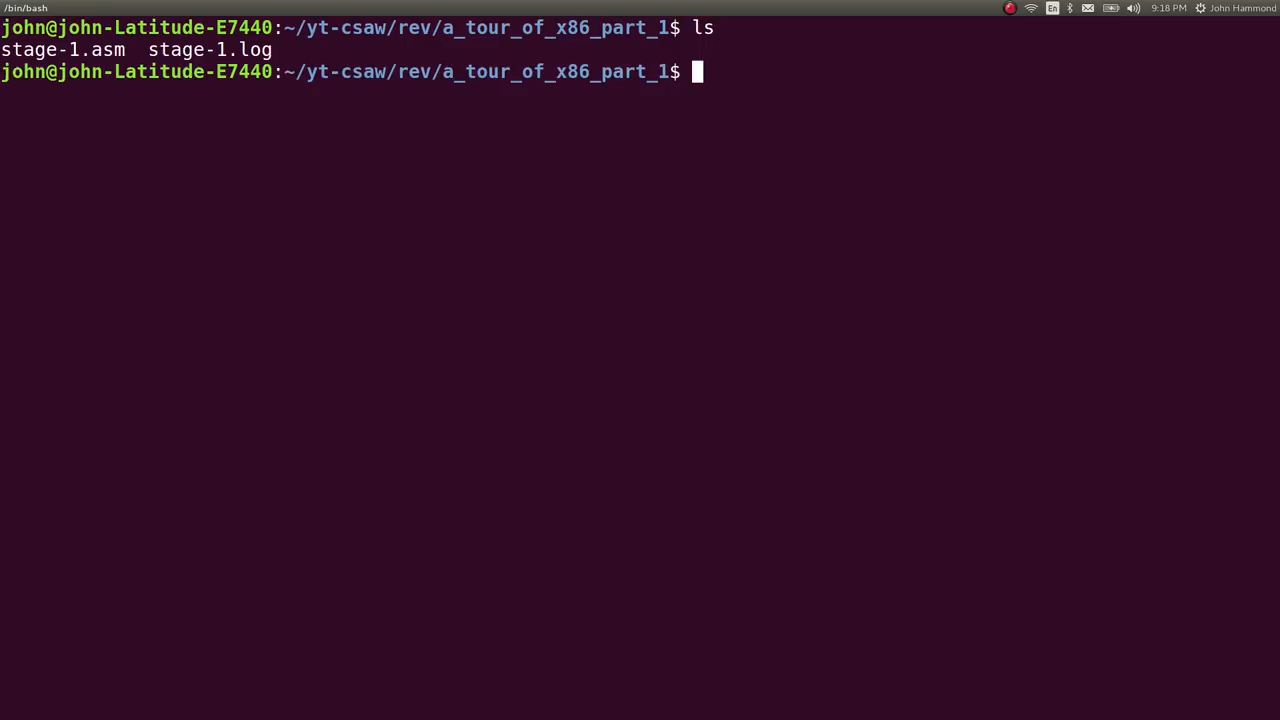 /bin/bash
En
9:18 PM
John Hammond
john@john-Latitude-E7440:~/yt-csaw/rev/a_tour_of_x86_part_1$ ls
stage-1.asm  stage-1.log
john@john-Latitude-E7440:~/yt-csaw/rev/a_tour_of_x86_part_1$